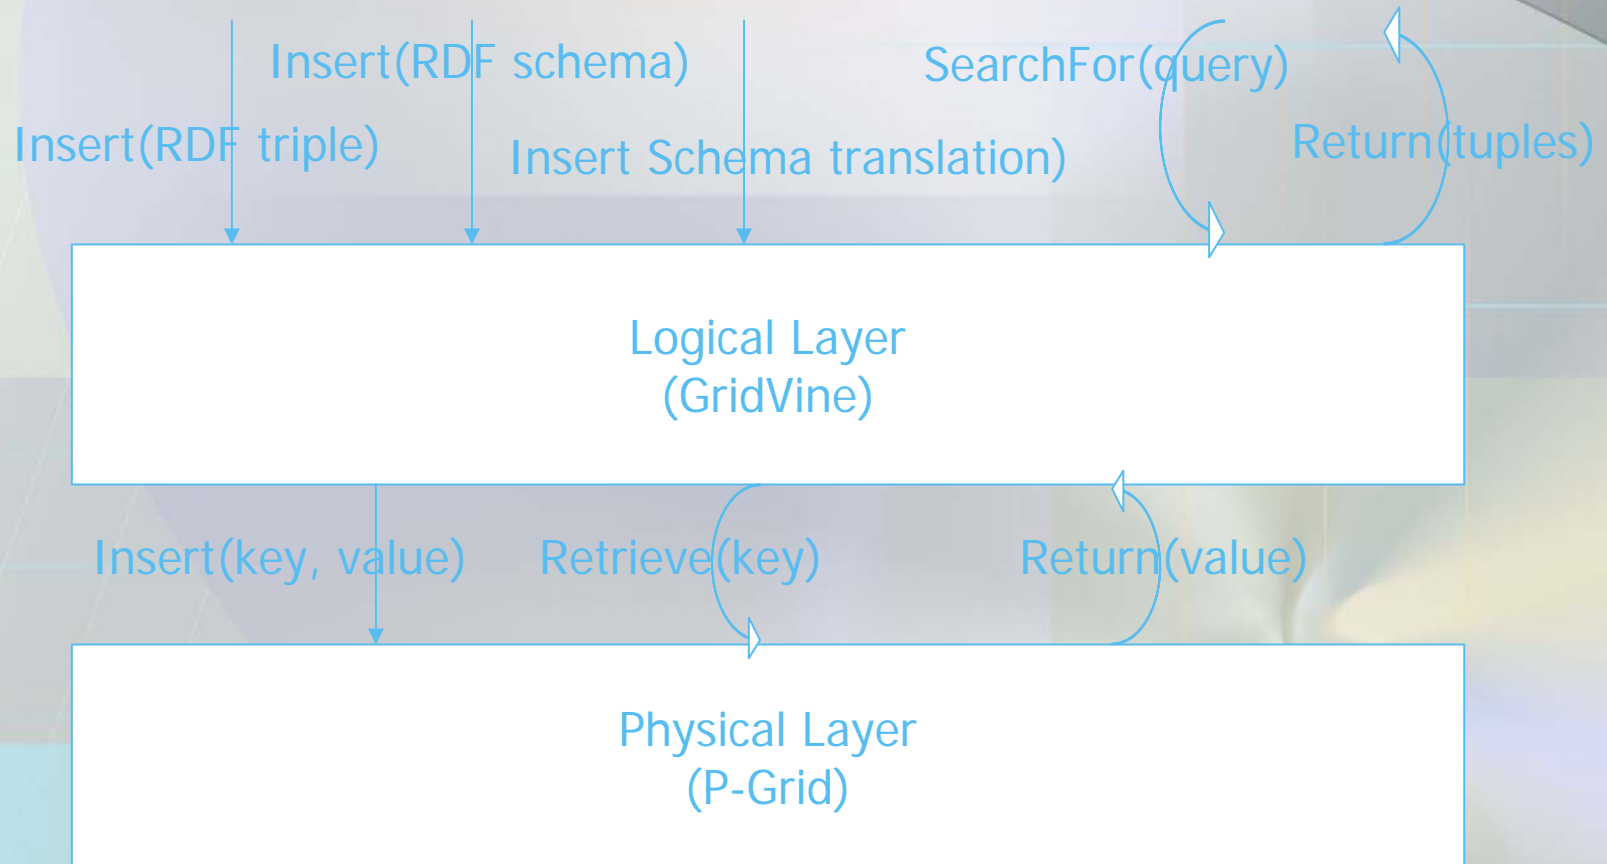 Insert(RDF schema)
SearchFor(query)
Insert(RDF triple)
Insert Schema translation)
Return(tuples)
Logical Layer
(GridVine)
Insert(key, value)
Retrieve(key)
Return(value)
Physical Layer
(P-Grid)